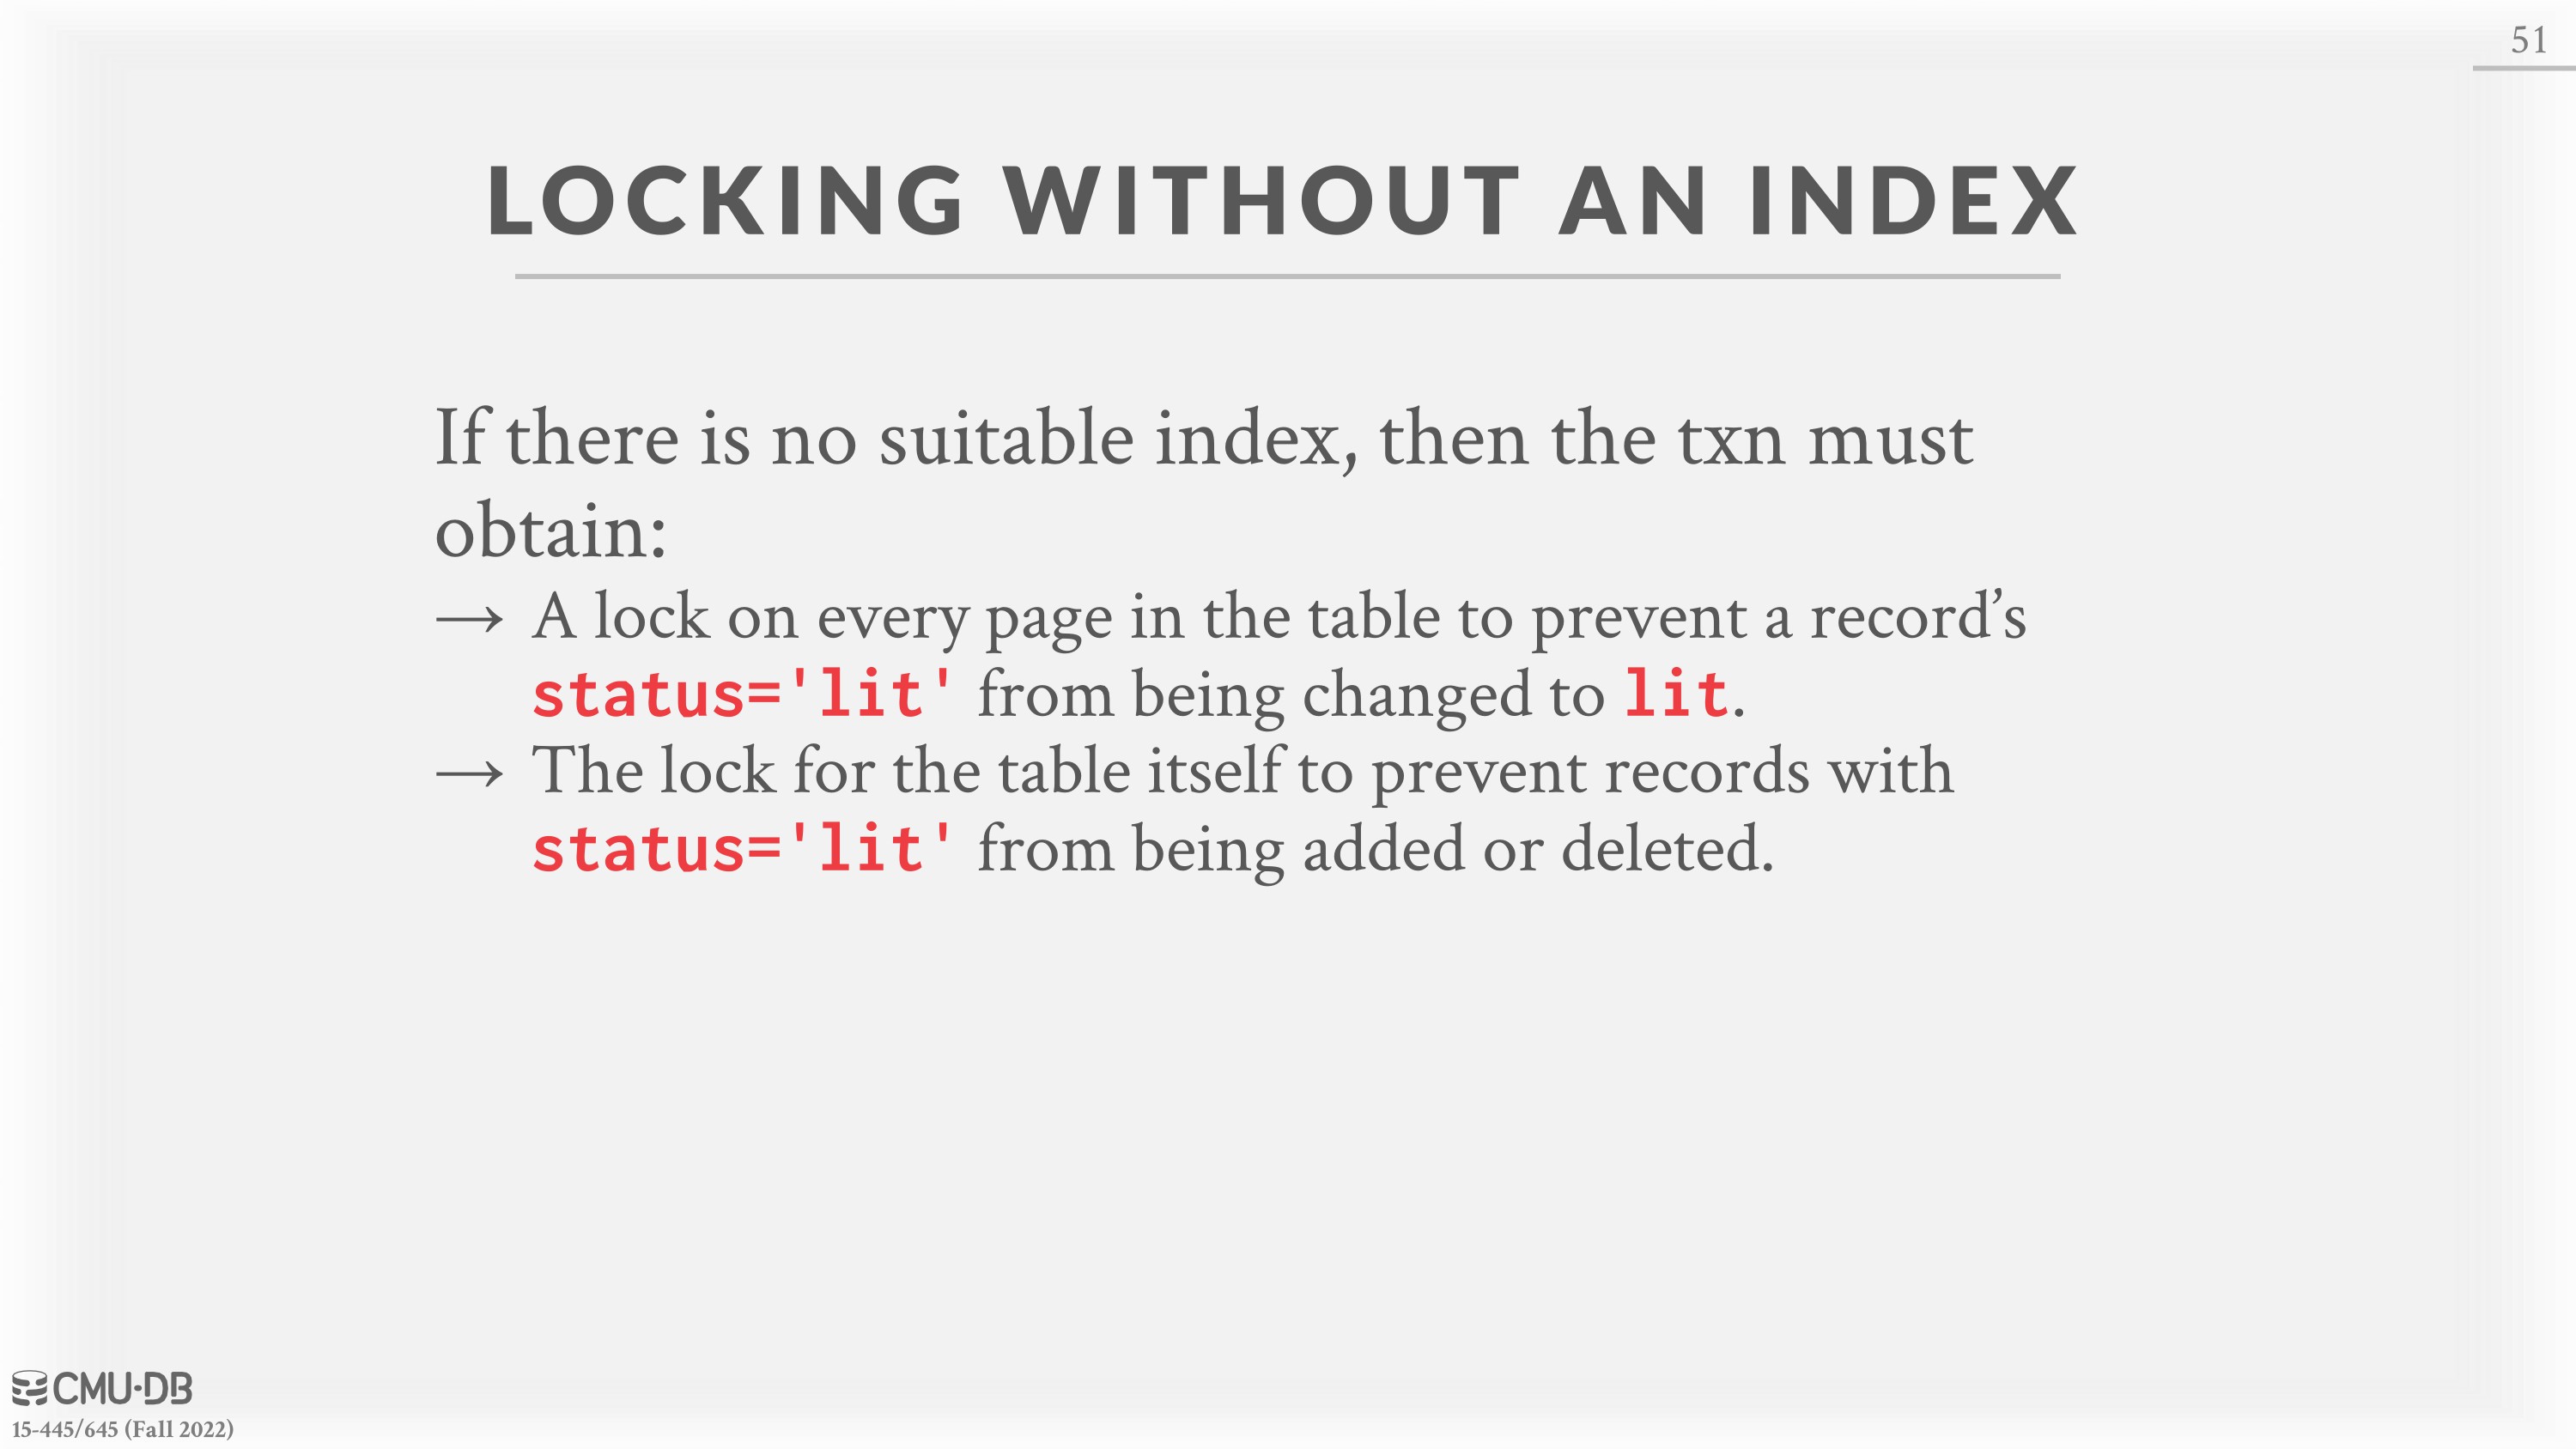 51
LOCKING WITHOUT AN INDEX
If there is no suitable index, then the txn must
obtain:
→ A lock on every page in the table to prevent a record’s
status='lit' from being changed to lit.
→ The lock for the table itself to prevent records with
status='lit' from being added or deleted.
CMU·DB
15-445/645 (Fall 2022)